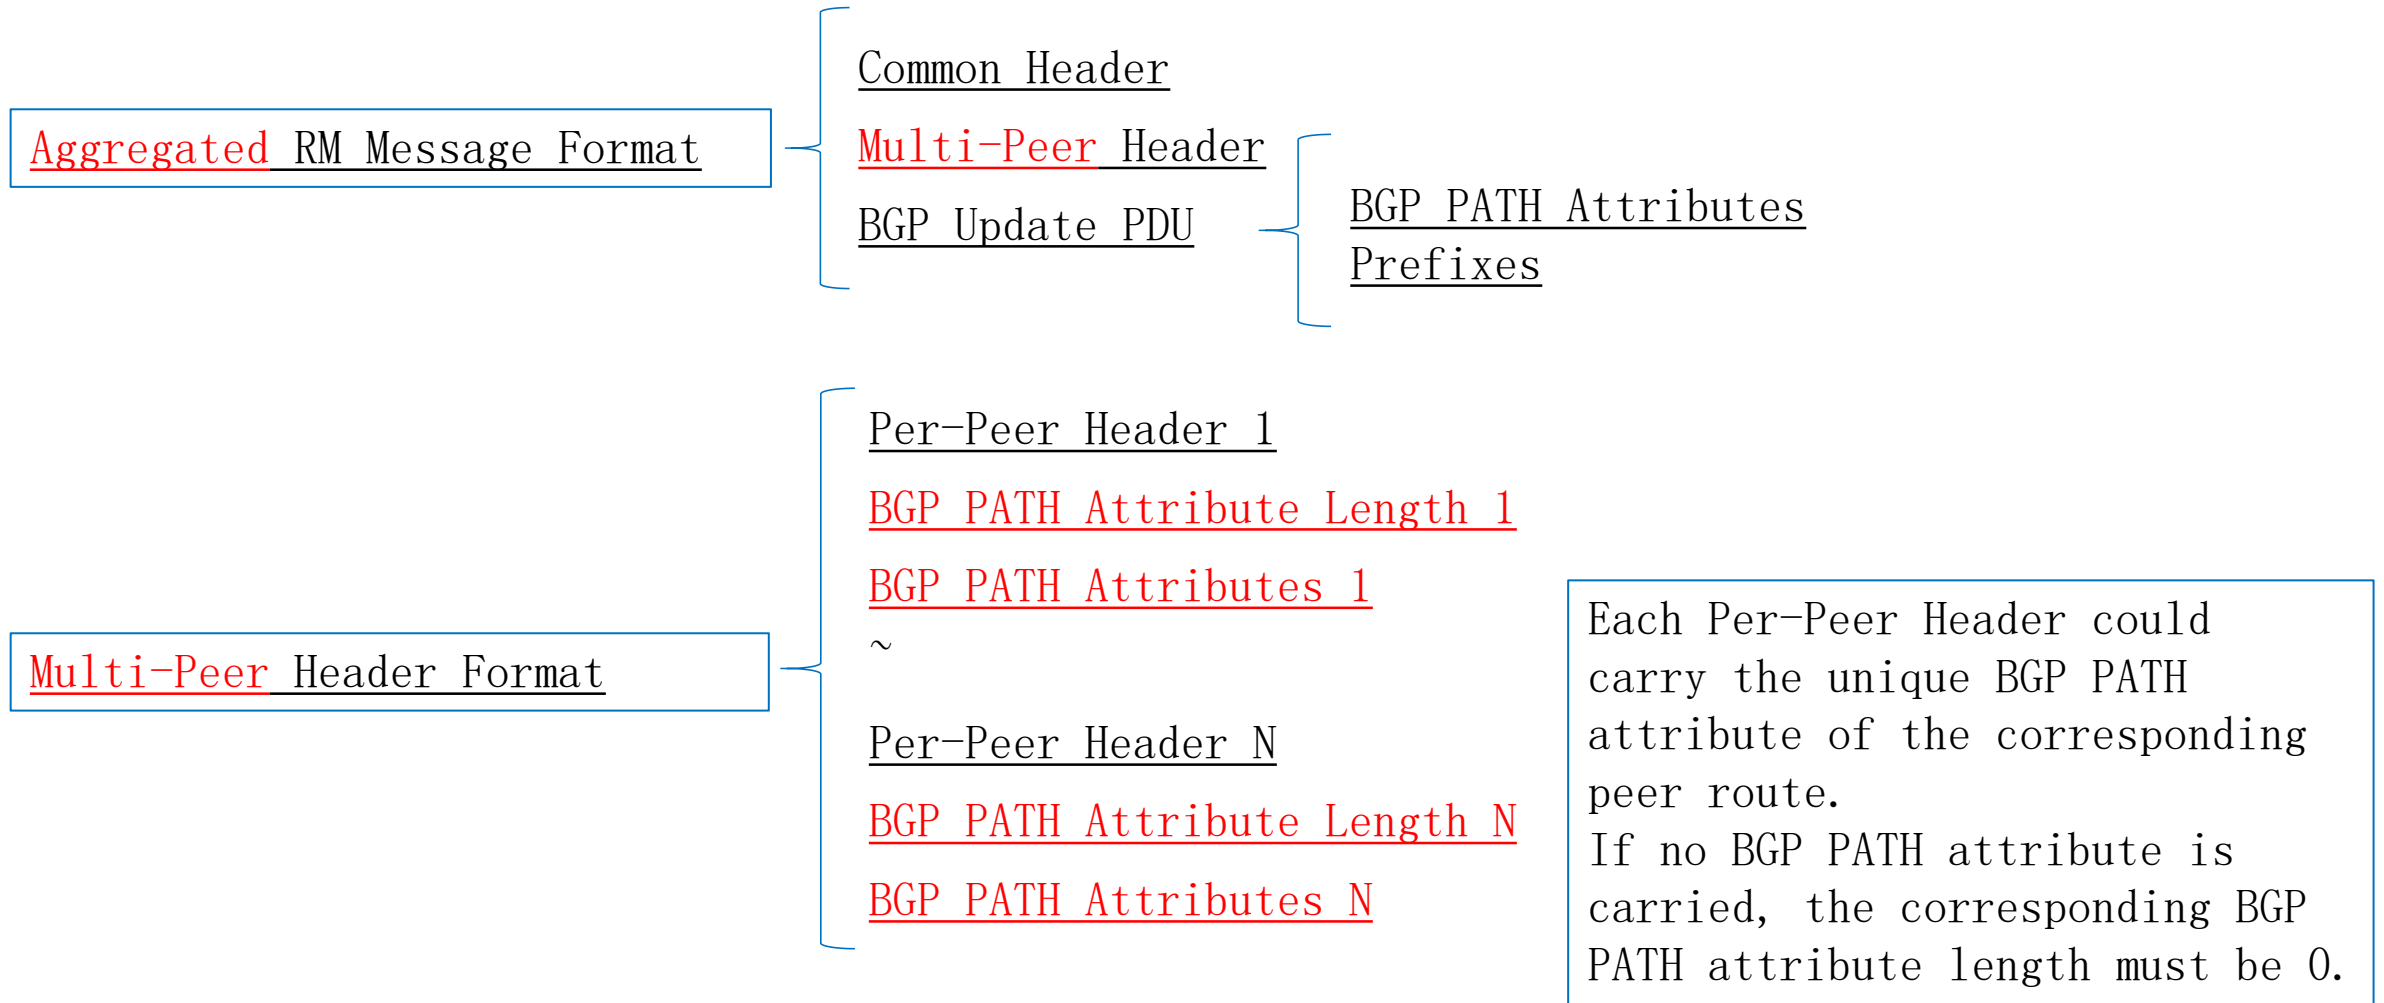 Aggregated RM Message Format
Common Header
Multi-Peer Header
BGP Update PDU
BGP PATH Attributes
Prefixes
Multi-Peer Header Format
Per-Peer Header 1
BGP PATH Attribute Length 1
BGP PATH Attributes 1
~
Per-Peer Header N
BGP PATH Attribute Length N
BGP PATH Attributes N
Each Per-Peer Header could
carry the unique BGP PATH
attribute of the corresponding
peer route.
If no BGP PATH attribute is
carried, the corresponding BGP
PATH attribute length must be 0.